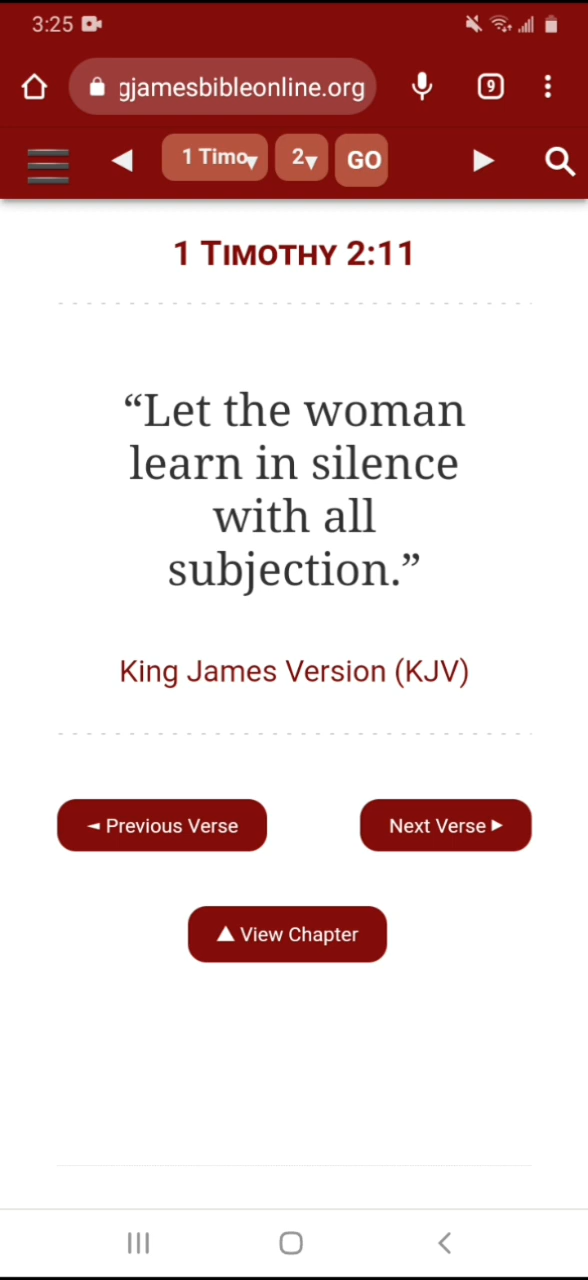 3:25
gjamesbibleonline.org
9
1 Timo
2
GO
1 TIMOTHY 2:11
“Let the woman
learn in silence
with all
subjection.”
King James Version (KJV)
◄ Previous Verse
Next Verse ►
▲ View Chapter